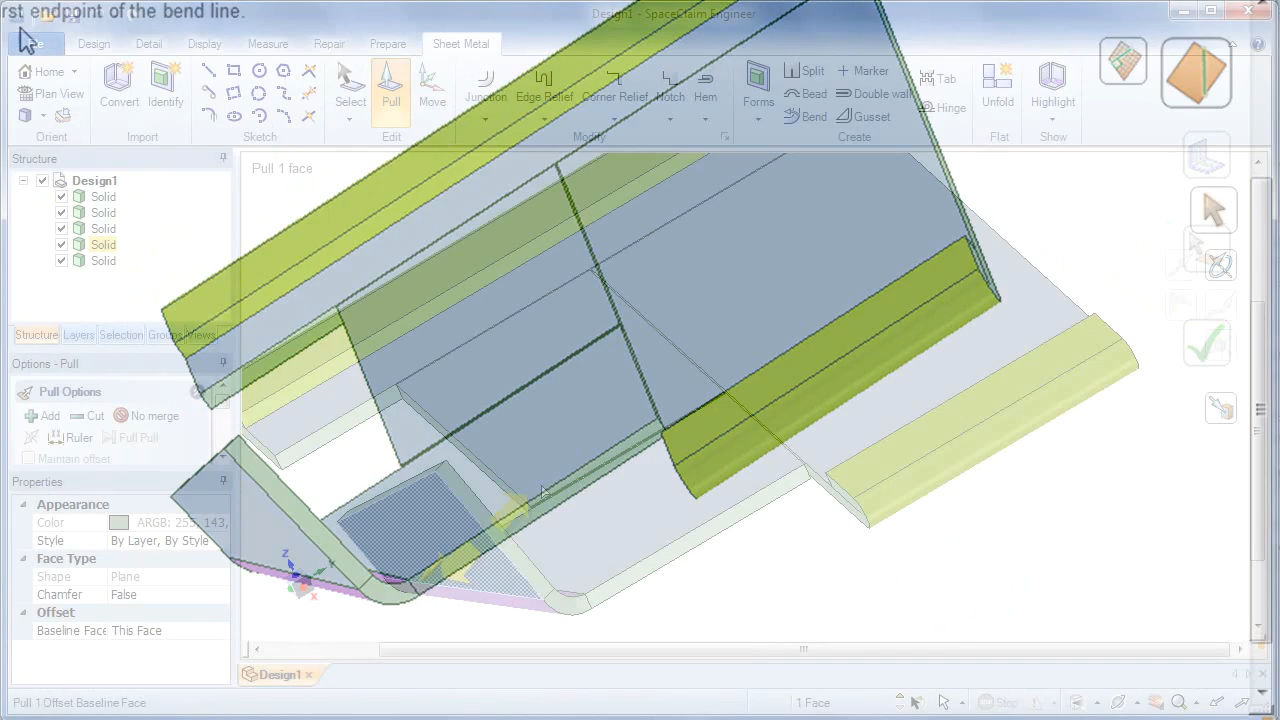 rst endpoint of the bend line.
Design1 - SpaceClaim Engineer
Design Detail Display Measure Repair Prepare Sheet Metal
Home
Plan View
Convert Identify
Select Pull Move
Junction Edge Relief Corner Relief Notch Hem
Forms
Split Marker Tab
Bead Double wall Hinge
Bend Gusset
Unfold Highlight
Orient Import Sketch Edit Modify Create Flat Show
Structure
Pull 1 face
Design1
Solid
Solid
Solid
Solid
Solid
Structure Layers Selection Groups Views
Options - Pull
Pull Options
Add Cut No merge
Ruler Full Pull
Maintain offset
Properties
Appearance
Color ARGB: 255, 143,
Style By Layer, By Style
Face Type
Shape Plane
Chamfer False
Offset
Baseline Face This Face
Z
X
Design1
Pull 1 Offset Baseline Face
1 Face
Stop